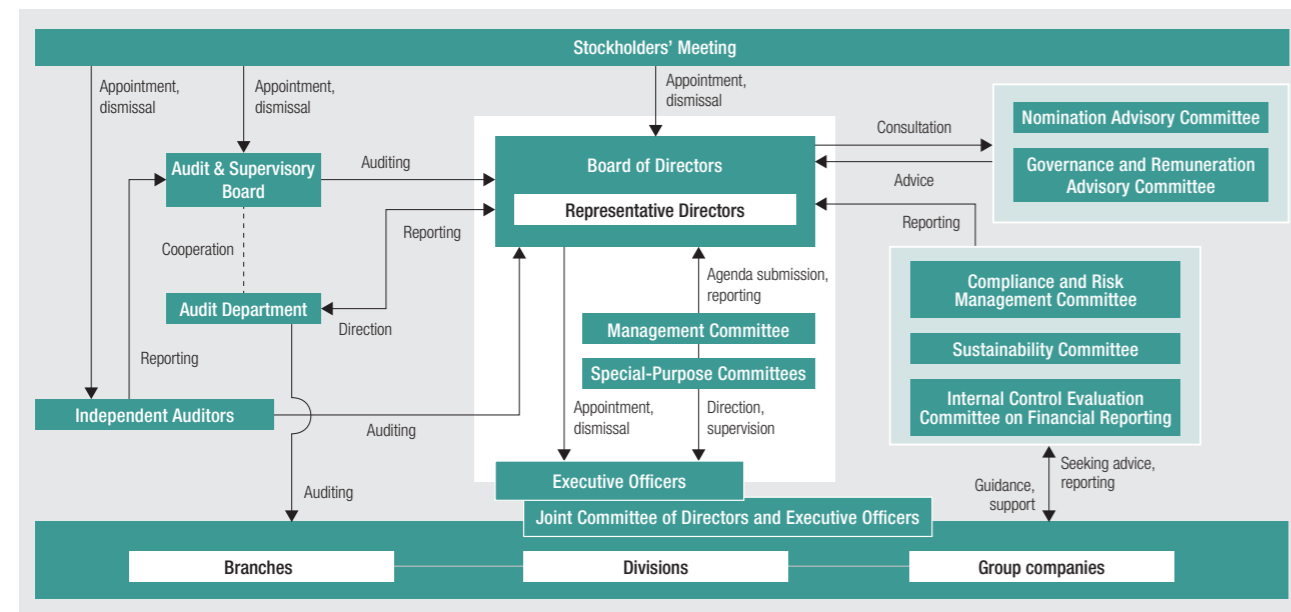 Stockholders' Meeting
Appointment,
dismissal
Appointment,
dismissal
Appointment,
dismissal
Nomination Advisory Committee
Governance and Remuneration
Advisory Committee
Consultation
Advice
Board of Directors
Representative Directors
Audit & Supervisory
Board
Auditing
Reporting
Reporting
Cooperation
Audit Department
Direction
Agenda submission,
reporting
Management Committee
Special-Purpose Committees
Compliance and Risk
Management Committee
Sustainability Committee
Internal Control Evaluation
Committee on Financial Reporting
Reporting
Independent Auditors
Auditing
Appointment,
dismissal
Direction,
supervision
Executive Officers
Joint Committee of Directors and Executive Officers
Seeking advice,
reporting
Guidance,
support
Auditing
Branches
Divisions
Group companies